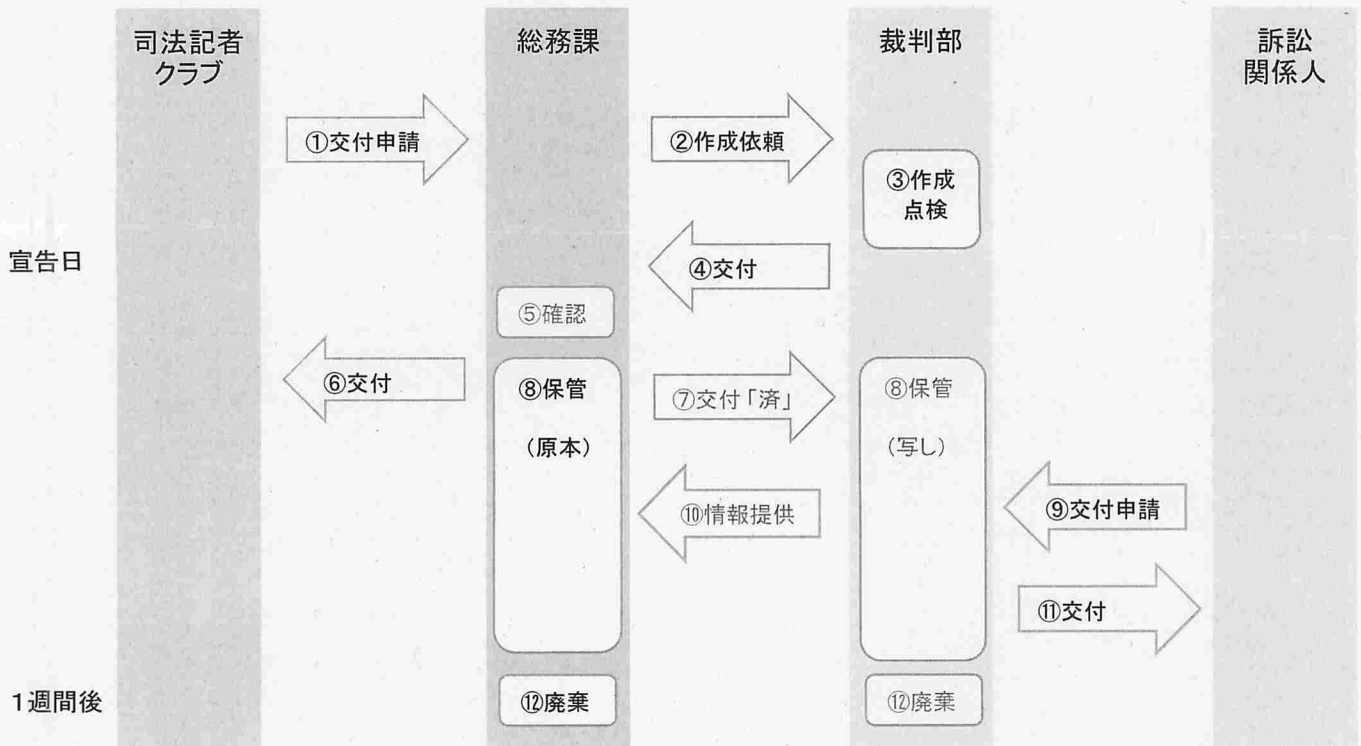 司法記者
クラブ
総務課
裁判部
訴訟
関係人
①交付申請
②作成依頼
③作成
点検
宣告日
④交付
⑤確認
⑥交付
⑧保管
(原本)
⑦交付「済」
⑧保管
(写し)
⑩情報提供
⑨交付申請
⑪交付
1週間後
⑫廃棄
⑫廃棄